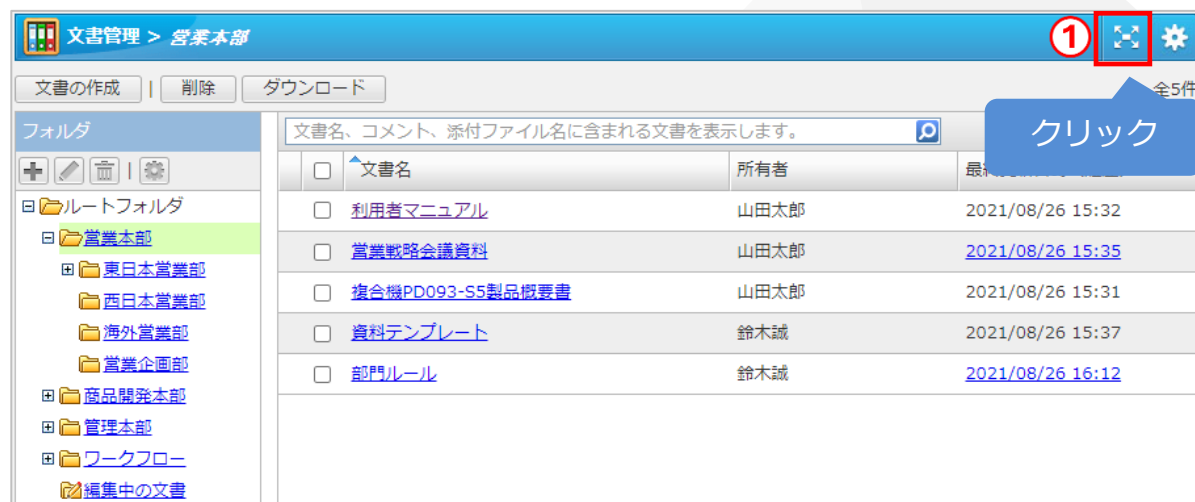 文書管理 > 営業本部
①
文書の作成 | 削除 ダウンロード
全5件
クリック
フォルダ
文書名、コメント、添付ファイル名に含まれる文書を表示します。
文書名 所有者
ルートフォルダ
利用者マニュアル 山田太郎 2021/08/26 15:32
営業本部
営業戦略会議資料 山田太郎 2021/08/26 15:35
東日本営業部
複合機PD093-S5製品概要書 山田太郎 2021/08/26 15:31
西日本営業部
資料テンプレート 鈴木誠 2021/08/26 15:37
海外営業部
部門ルール 鈴木誠 2021/08/26 16:12
営業企画部
商品開発本部
管理本部
ワークフロー
編集中の文書